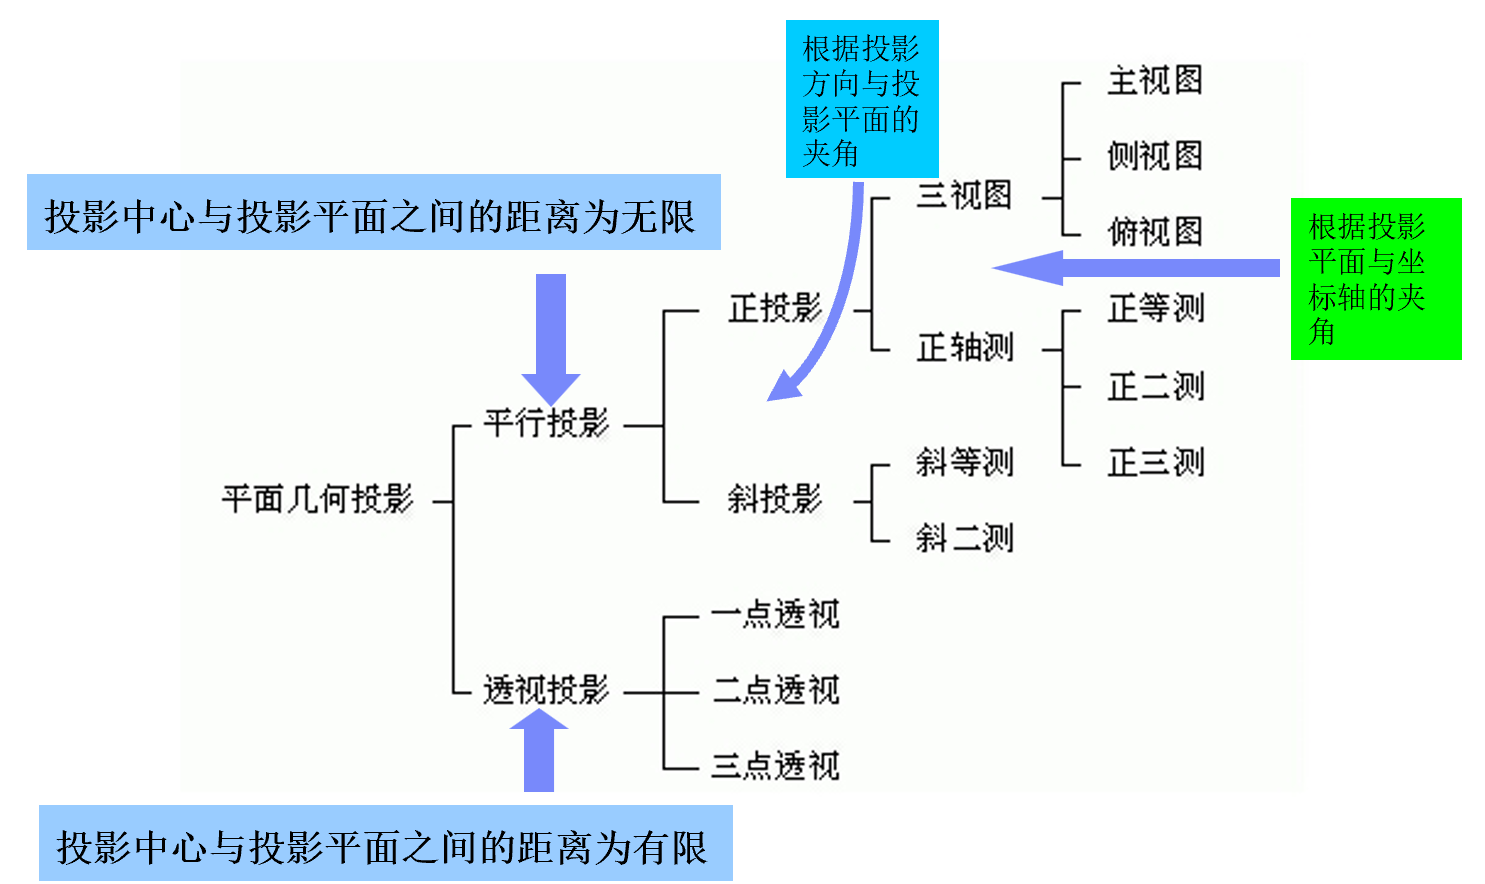 根据投影
方向与投
影平面的
夹角
主视图
侧视图
投影中心与投影平面之间的距离为无限
三视图
俯视图
根据投影
平面与坐
标轴的夹
角
正投影
正等测
正轴测
正二测
平行投影
斜等测
正三测
平面几何投影
斜投影
斜二测
一点透视
透视投影
二点透视
三点透视
投影中心与投影平面之间的距离为有限